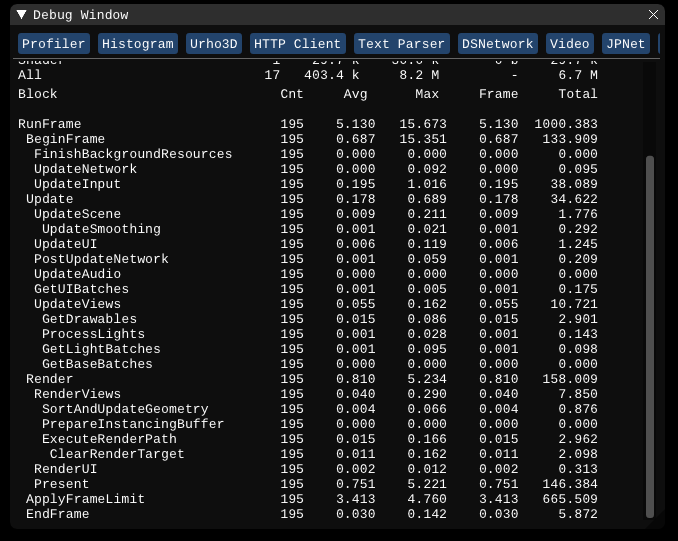 Debug Window
Profiler Histogram Urho3D HTTP Client Text Parser DSNetwork Video JPNet
All 17 403.4 k 8.2 M - 6.7 M
Block Cnt Avg Max Frame Total
RunFrame 195 5.130 15.673 5.130 1000.383
BeginFrame 195 0.687 15.351 0.687 133.909
FinishBackgroundResources 195 0.000 0.000 0.000 0.000
UpdateNetwork 195 0.000 0.092 0.000 0.095
UpdateInput 195 0.195 1.016 0.195 38.089
Update 195 0.178 0.689 0.178 34.622
UpdateScene 195 0.009 0.211 0.009 1.776
UpdateSmoothing 195 0.001 0.021 0.001 0.292
UpdateUI 195 0.006 0.119 0.006 1.245
PostUpdateNetwork 195 0.001 0.059 0.001 0.209
UpdateAudio 195 0.000 0.000 0.000 0.000
GetUIBatches 195 0.001 0.005 0.001 0.175
UpdateViews 195 0.055 0.162 0.055 10.721
GetDrawables 195 0.015 0.086 0.015 2.901
ProcessLights 195 0.001 0.028 0.001 0.143
GetLightBatches 195 0.001 0.095 0.001 0.098
GetBaseBatches 195 0.000 0.000 0.000 0.000
Render 195 0.810 5.234 0.810 158.009
RenderViews 195 0.040 0.290 0.040 7.850
SortAndUpdateGeometry 195 0.004 0.066 0.004 0.876
PrepareInstancingBuffer 195 0.000 0.000 0.000 0.000
ExecuteRenderPath 195 0.015 0.166 0.015 2.962
ClearRenderTarget 195 0.011 0.162 0.011 2.098
RenderUI 195 0.002 0.012 0.002 0.313
Present 195 0.751 5.221 0.751 146.384
ApplyFrameLimit 195 3.413 4.760 3.413 665.509
EndFrame 195 0.030 0.142 0.030 5.872